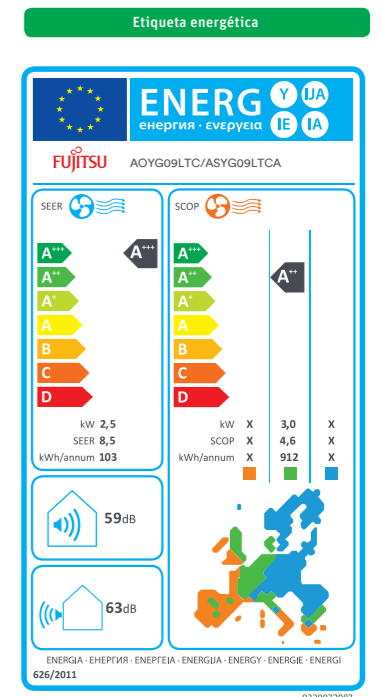 Etiqueta energética
ENERG Y IJA
енергия · ενεργεια IE IA
FUJITSU AOYG09LTC/ASYG09LTCA
SEER SCOP
A+++ A+++ A+++
A++ A++ A++
A+ A+
A A
B B
C C
D D
kW 2,5 kW X 3,0 X
SEER 8,5 SCOP X 4,6 X
kWh/annum 103 kWh/annum X 912 X
59dB
63dB
ENERGIA · ЕНЕРГИЯ · ΕΝΕΡΓΕΙΑ · ENERGIJA · ENERGY · ENERGIE · ENERGI
626/2011